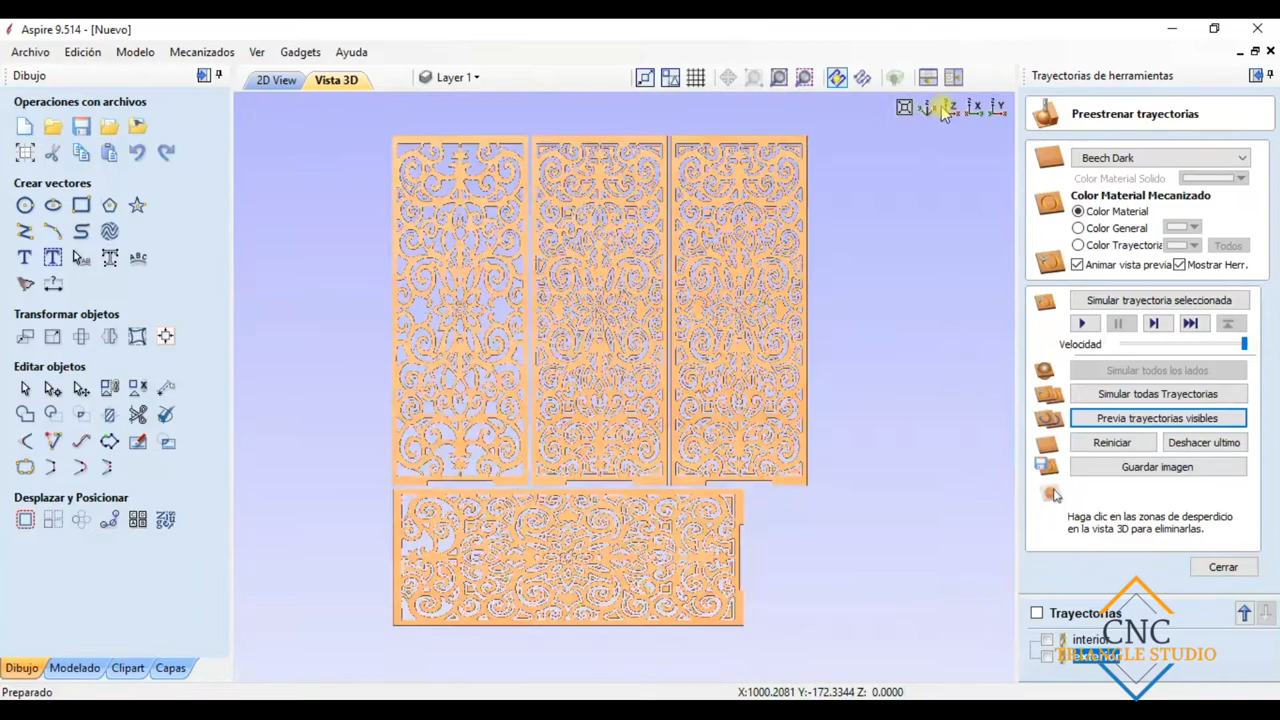 Aspire 9.514 - [Nuevo]
Archivo Edición Modelo Mecanizados Ver Gadgets Ayuda
Dibujo
2D View Vista 3D Layer 1
Trayectorias de herramientas
Operaciones con archivos
Crear vectores
Transformar objetos
Editar objetos
Desplazar y Posicionar
Dibujo Modelado Clipart Capas
Preestrenar trayectorias
Beech Dark
Color Material Solido
Color Material Mecanizado
Color Material
Color General
Color Trayectoria Todos
Animar vista previa Mostrar Herr.
Simular trayectoria seleccionada
Velocidad
Simular todos los lados
Simular todas Trayectorias
Previa trayectorias visibles
Reiniciar Deshacer ultimo
Guardar imagen
Haga clic en las zonas de desperdicio
en la vista 3D para eliminarlas.
Cerrar
Trayectorias
interior
exterior
CNC
TRIANGLE STUDIO
Preparado X:1000.2081 Y:-172.3344 Z: 0.0000